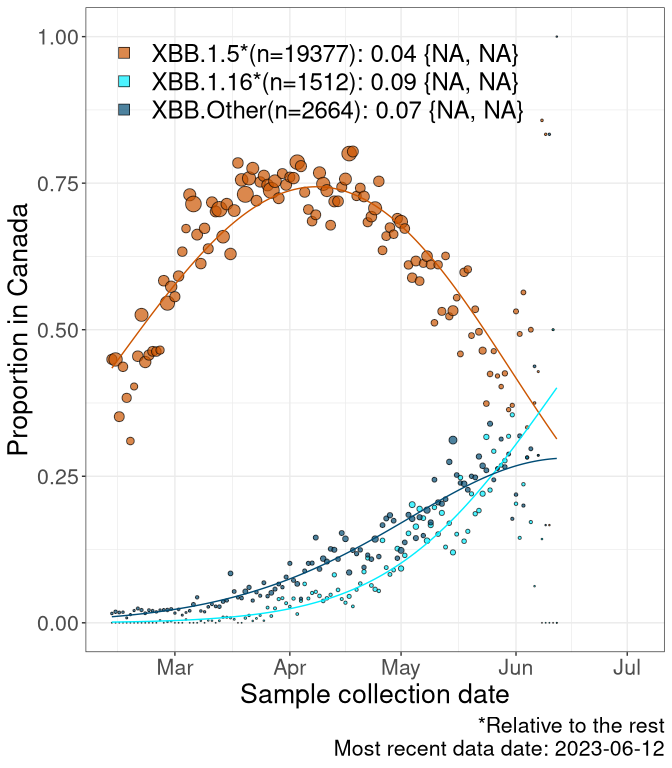 1.00
0.75
0.50
0.25
0.00
Proportion in Canada
XBB.1.5*(n=19377): 0.04 {NA, NA}
XBB.1.16*(n=1512): 0.09 {NA, NA}
XBB.Other(n=2664): 0.07 {NA, NA}
Mar Apr May Jun Jul
Sample collection date
*Relative to the rest
Most recent data date: 2023-06-12